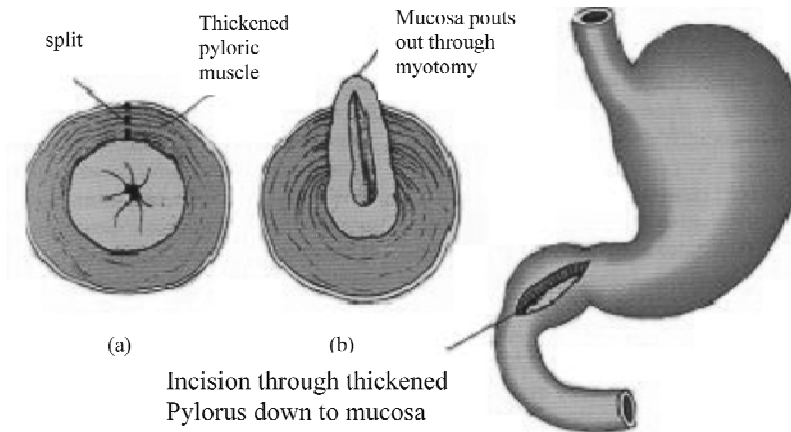 split
Thickened
pyloric
muscle
Mucosa pouts
out through
myotomy
(a)
(b)
Incision through thickened
Pylorus down to mucosa